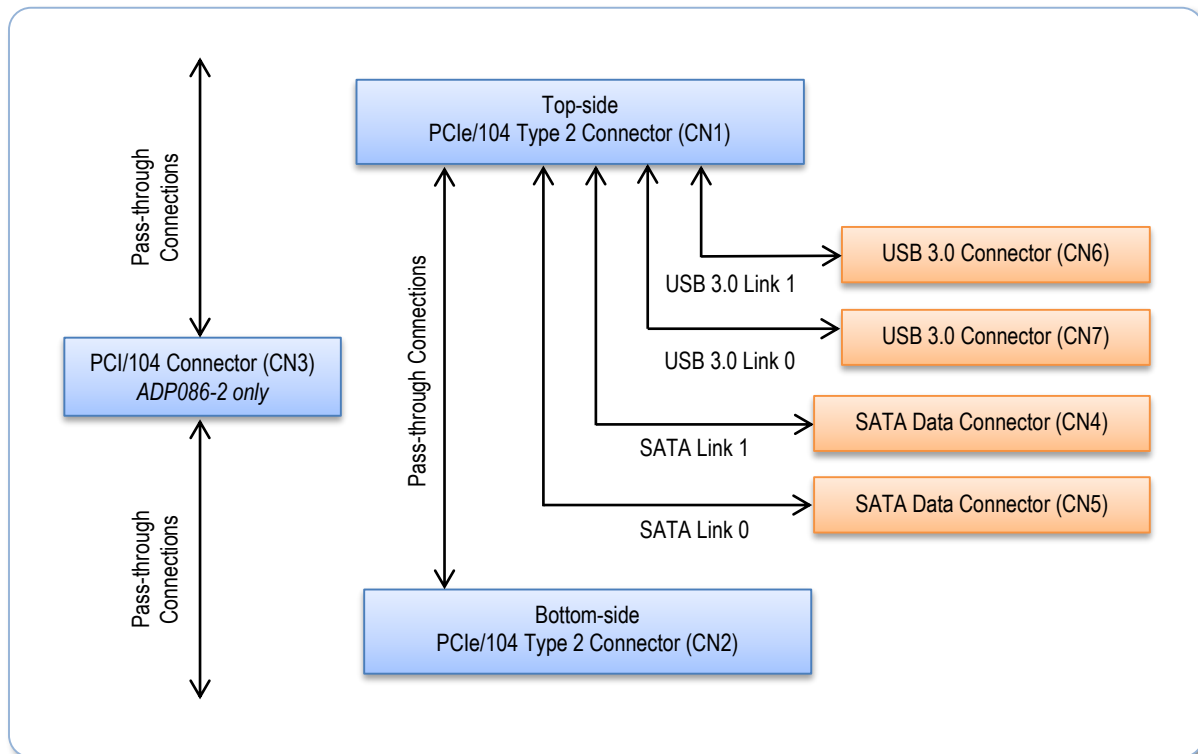 Top-side
PCIe/104 Type 2 Connector (CN1)
Pass-through
Connections
USB 3.0 Connector (CN6)
USB 3.0 Link 1
USB 3.0 Connector (CN7)
USB 3.0 Link 0
PCI/104 Connector (CN3)
ADP086-2 only
Pass-through Connections
SATA Data Connector (CN4)
SATA Link 1
SATA Data Connector (CN5)
SATA Link 0
Pass-through
Connections
Bottom-side
PCIe/104 Type 2 Connector (CN2)